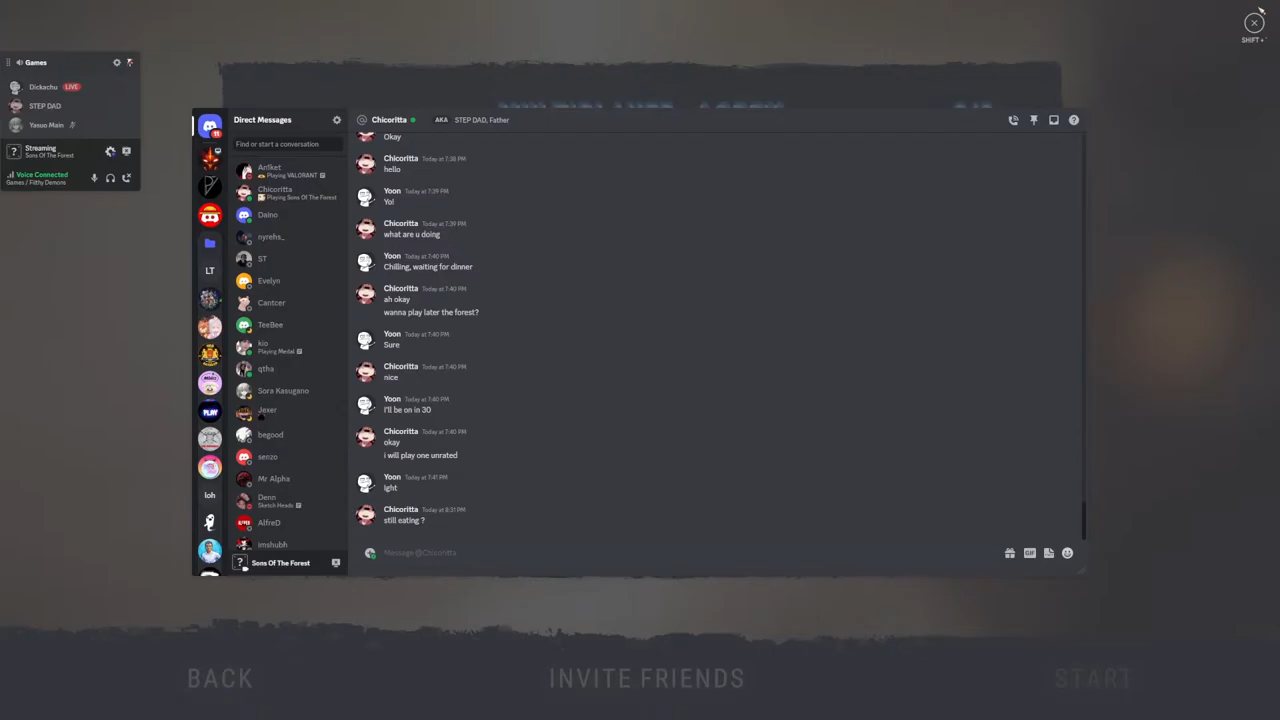 SHIFT+`
Games
Dickachu LIVE
STEP DAD
Yasuo Main
Streaming
Sons Of The Forest
Voice Connected
Games / Filthy Demons
11
LT
loh
Direct Messages
Find or start a conversation
An1ket
Playing VALORANT
Chicoritta
Playing Sons Of The Forest
Daino
nyrehs_
ST
Evelyn
Cantcer
TeeBee
kio
Playing Medal
qtha
Sora Kasugano
Jexer
begood
senzo
Mr Alpha
Denn
Sketch Heads
AlfreD
imshubh
Sons Of The Forest
Chicoritta AKA STEP DAD, Father
Okay
Chicoritta Today at 7:38 PM
hello
Yoon Today at 7:39 PM
Yo!
Chicoritta Today at 7:39 PM
what are u doing
Yoon Today at 7:40 PM
Chilling, waiting for dinner
Chicoritta Today at 7:40 PM
ah okay
wanna play later the forest?
Yoon Today at 7:40 PM
Sure
Chicoritta Today at 7:40 PM
nice
Yoon Today at 7:40 PM
I'll be on in 30
Chicoritta Today at 7:40 PM
okay
i will play one unrated
Yoon Today at 7:41 PM
Ight
Chicoritta Today at 8:31 PM
still eating ?
Message @Chicoritta
GIF
BACK
INVITE FRIENDS
START